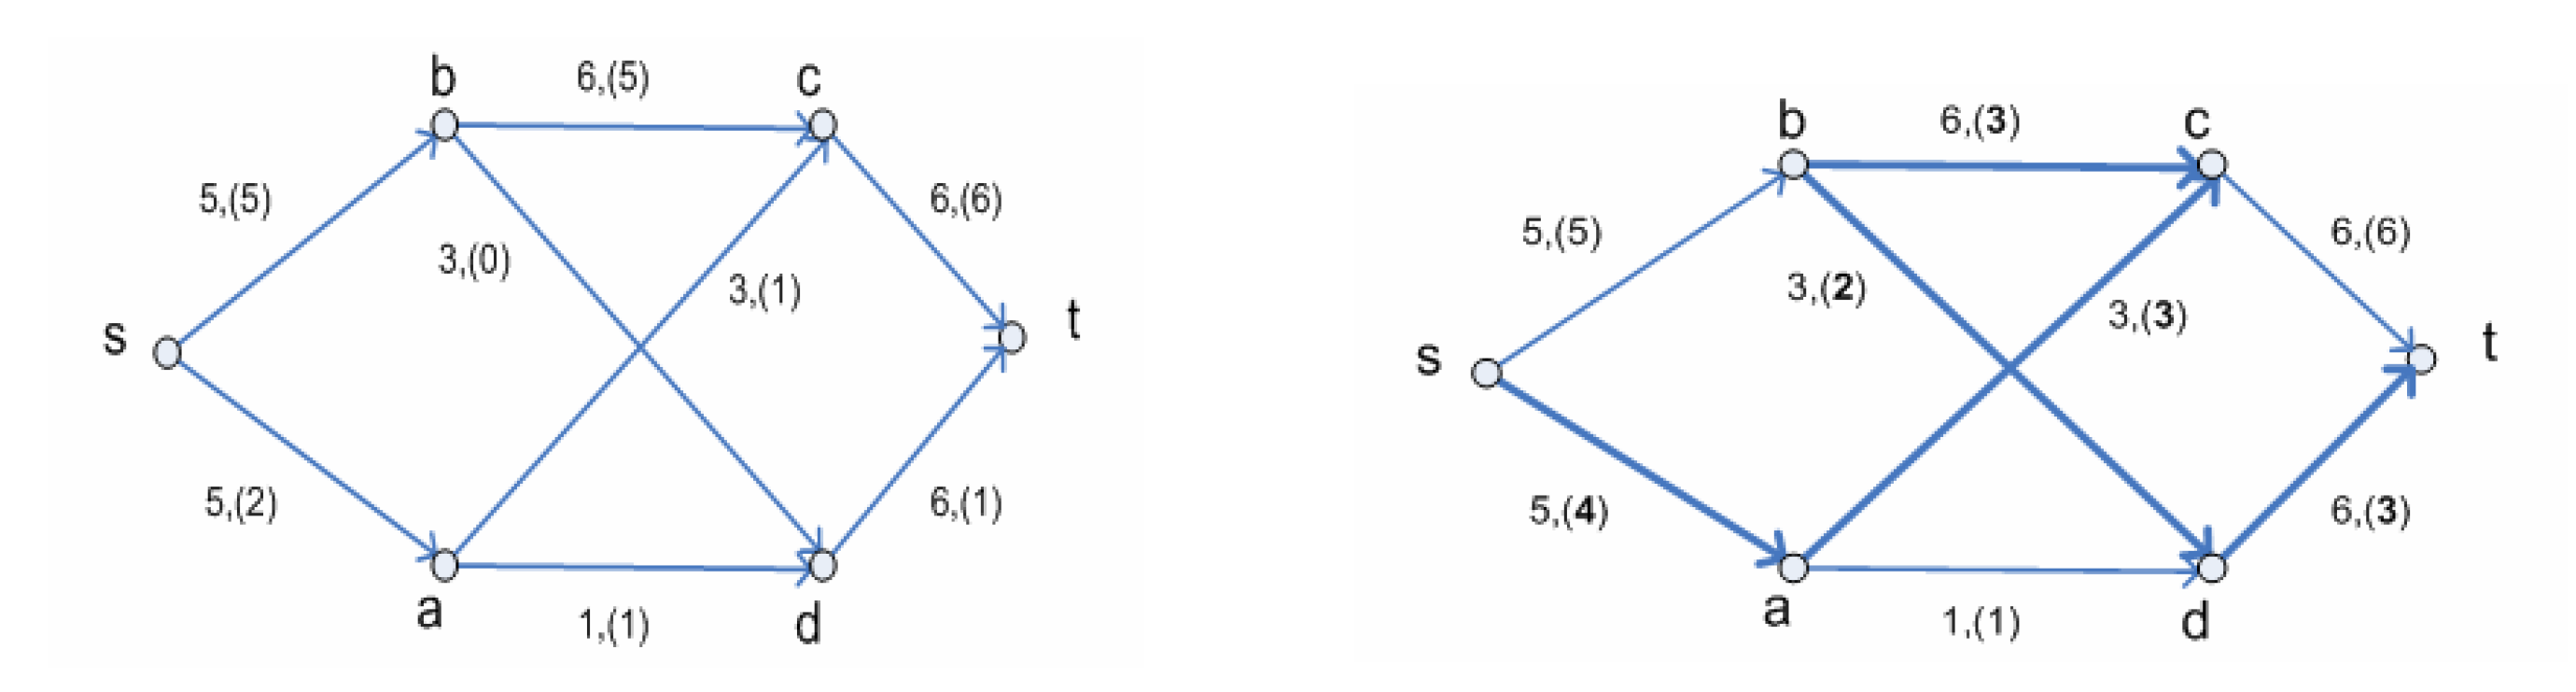 b
6,(5)
c
5,(5)
6,(6)
3,(0)
3,(1)
s
t
5,(2)
6,(1)
a
1,(1)
d
b
6,(3)
c
5,(5)
6,(6)
3,(2)
3,(3)
s
t
5,(4)
6,(3)
a
1,(1)
d